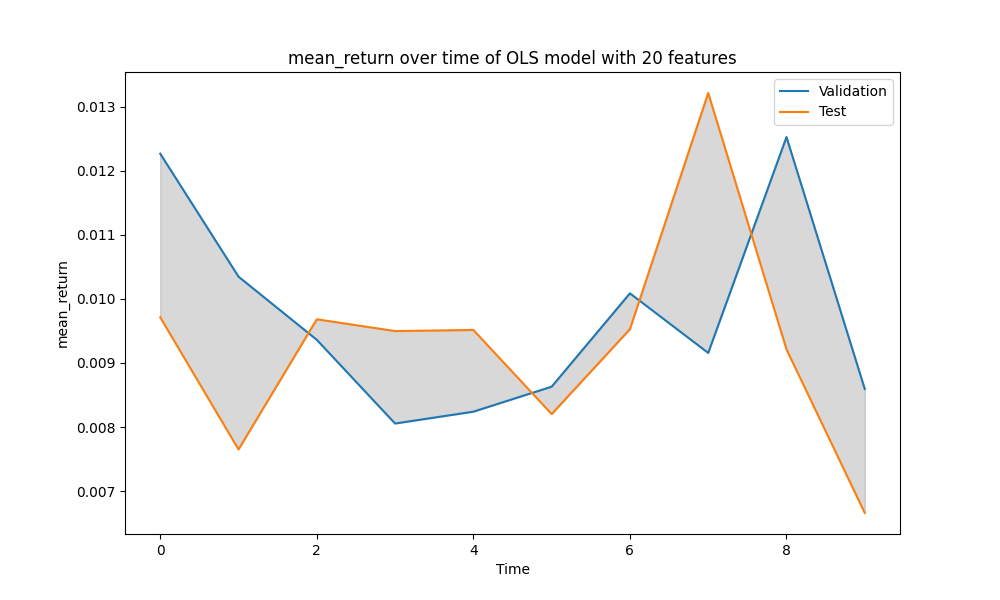 mean_return over time of OLS model with 20 features
Validation
Test
0.013
0.012
0.011
0.010
0.009
0.008
0.007
mean_return
0 2 4 6 8
Time